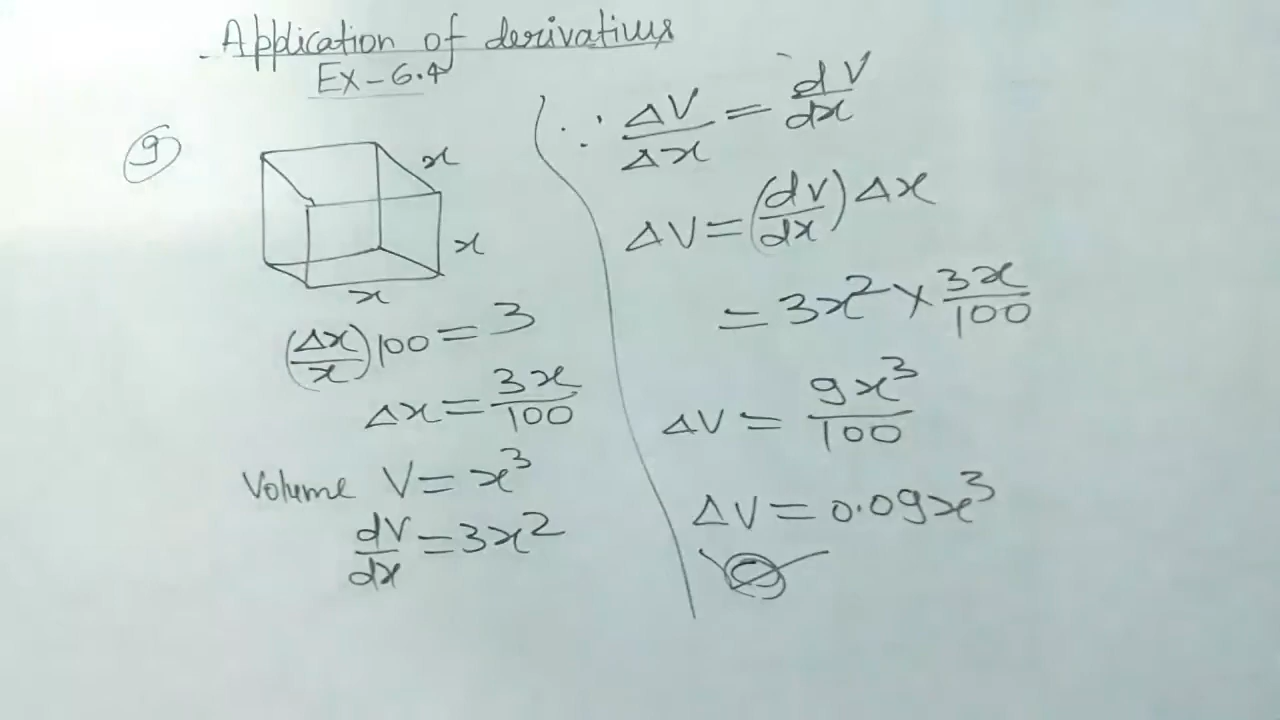 Application of derivatives
Ex-6.4
9
x
x
x
(Δx/x)100 = 3
Δx = 3x/100
Volume V = x³
dV/dx = 3x²
∵ ΔV/Δx = dV/dx
ΔV = (dv/dx) Δx
= 3x² × 3x/100
ΔV = 9x³/100
ΔV = 0.09x³